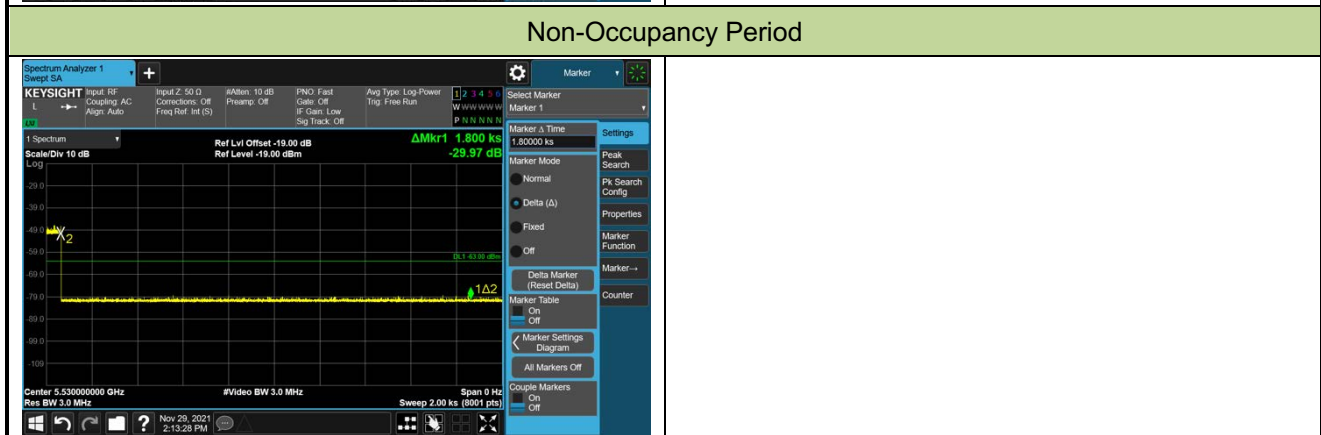 Non-Occupancy Period
Spectrum Analyzer 1
Swept SA
+
Marker
KEYSIGHT
L
LV
Input: RF
Coupling: AC
Align: Auto
Input Z: 50 Ω
Corrections: Off
Freq Ref: Int (S)
#Atten: 10 dB
Preamp: Off
PNO: Fast
Gate: Off
IF Gain: Low
Sig Track: Off
Avg Type: Log-Power
Trig: Free Run
1 2 3 4 5 6
W W W W W W
P N N N N N
Select Marker
Marker 1
1 Spectrum
Scale/Div 10 dB
Log
Ref Lvl Offset -19.00 dB
Ref Level -19.00 dBm
ΔMkr1 1.800 ks
-29.97 dB
-29.0
-39.0
-49.0
-59.0
-69.0
-79.0
-89.0
-99.0
-109
2
DL1 -63.00 dBm
1Δ2
Center 5.530000000 GHz
Res BW 3.0 MHz
#Video BW 3.0 MHz
Span 0 Hz
Sweep 2.00 ks (8001 pts)
Marker Δ Time
1.80000 ks
Marker Mode
Normal
Delta (Δ)
Fixed
Off
Delta Marker
(Reset Delta)
Marker Table
On
Off
Marker Settings
Diagram
All Markers Off
Couple Markers
On
Off
Settings
Peak
Search
Pk Search
Config
Properties
Marker
Function
Marker→
Counter
?
Nov 29, 2021
2:13:28 PM